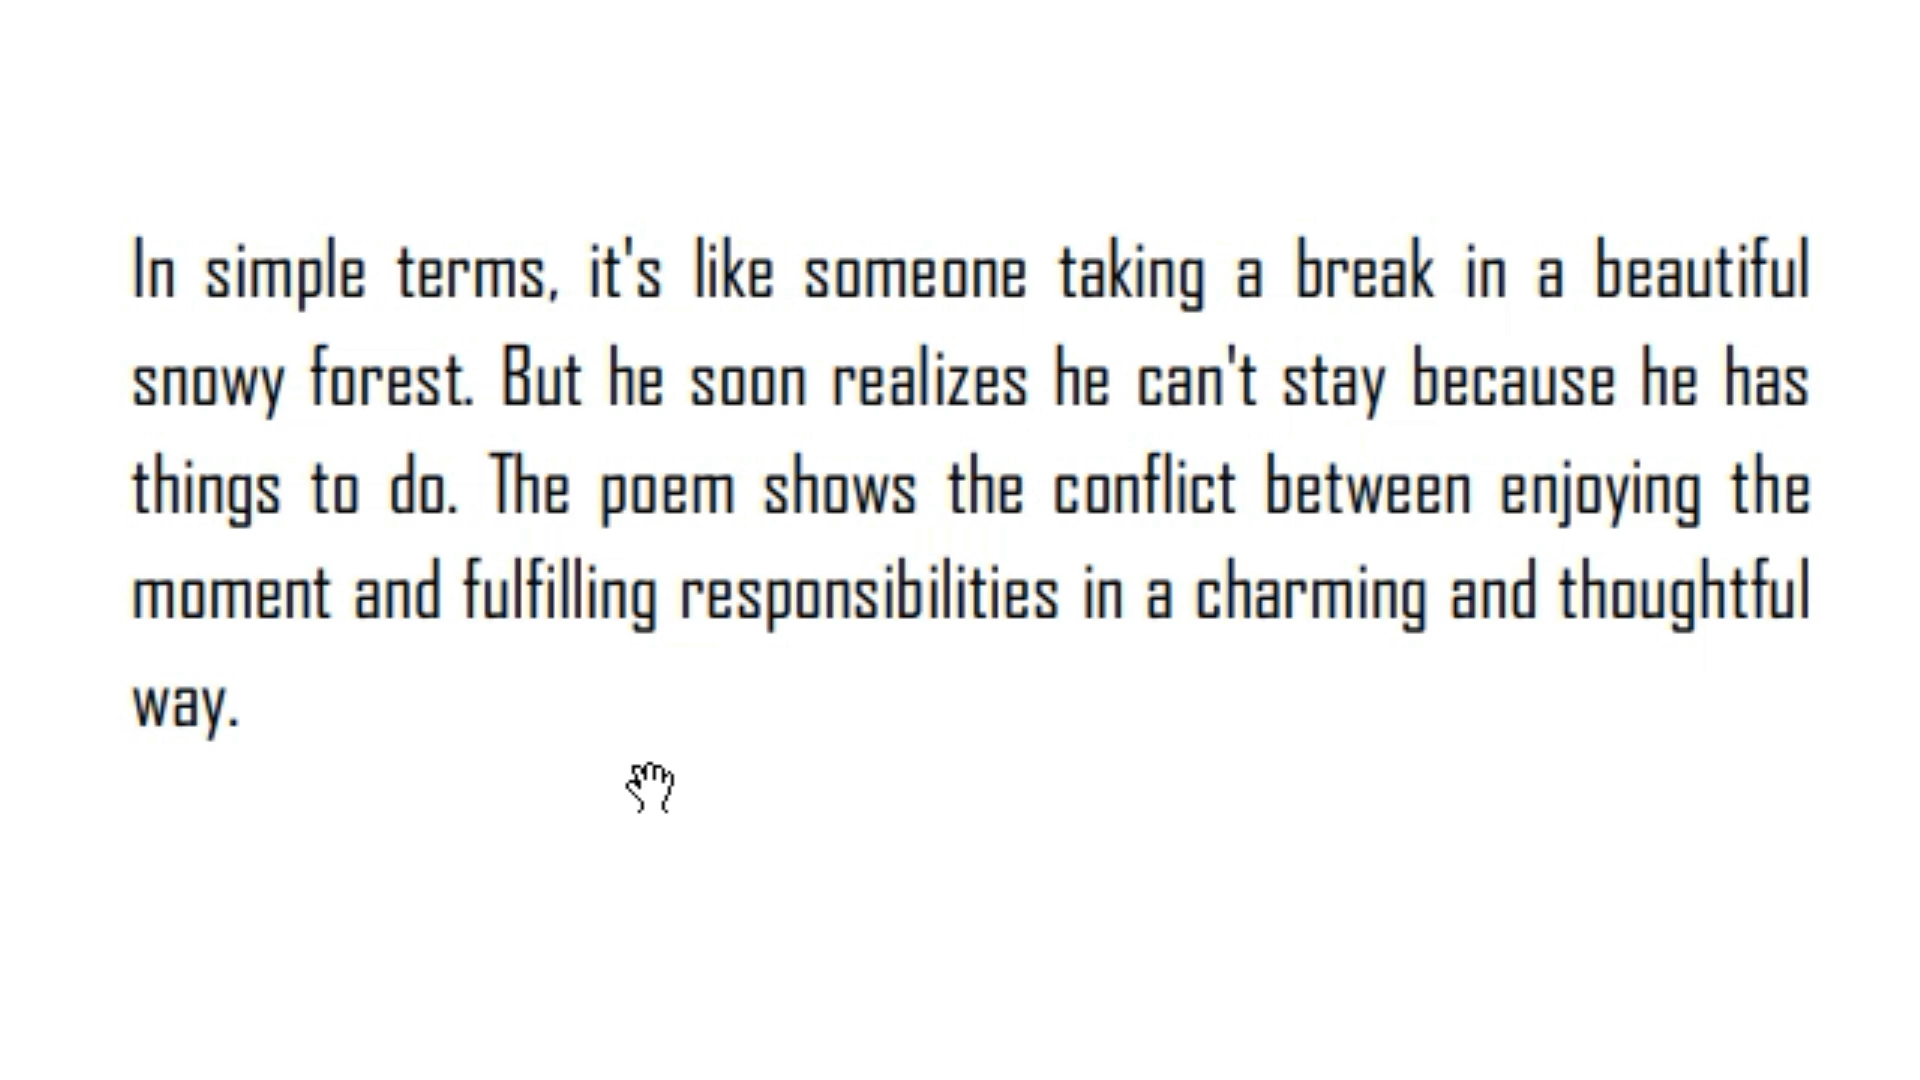 In simple terms, it's like someone taking a break in a beautiful
snowy forest. But he soon realizes he can't stay because he has
things to do. The poem shows the conflict between enjoying the
moment and fulfilling responsibilities in a charming and thoughtful
way.